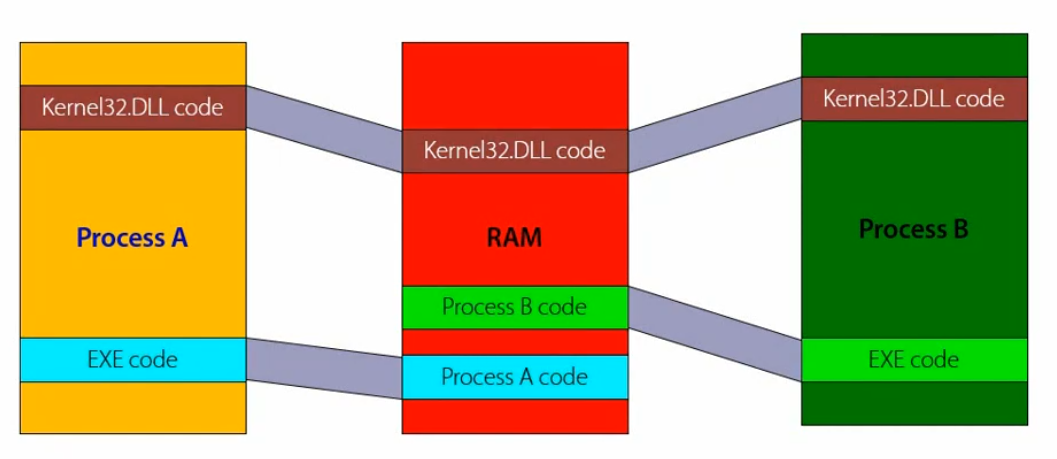 Kernel32.DLL code
Process A
EXE code
Kernel32.DLL code
RAM
Process B code
Process A code
Kernel32.DLL code
Process B
EXE code